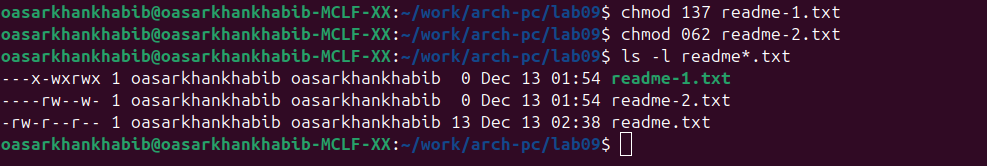 oasarkhankhabib@oasarkhankhabib-MCLF-XX:~/work/arch-pc/lab09$ chmod 137 readme-1.txt
oasarkhankhabib@oasarkhankhabib-MCLF-XX:~/work/arch-pc/lab09$ chmod 062 readme-2.txt
oasarkhankhabib@oasarkhankhabib-MCLF-XX:~/work/arch-pc/lab09$ ls -l readme*.txt
---x-wxrwx 1 oasarkhankhabib oasarkhankhabib  0 Dec 13 01:54 readme-1.txt
----rw--w- 1 oasarkhankhabib oasarkhankhabib  0 Dec 13 01:54 readme-2.txt
-rw-r--r-- 1 oasarkhankhabib oasarkhankhabib 13 Dec 13 02:38 readme.txt
oasarkhankhabib@oasarkhankhabib-MCLF-XX:~/work/arch-pc/lab09$